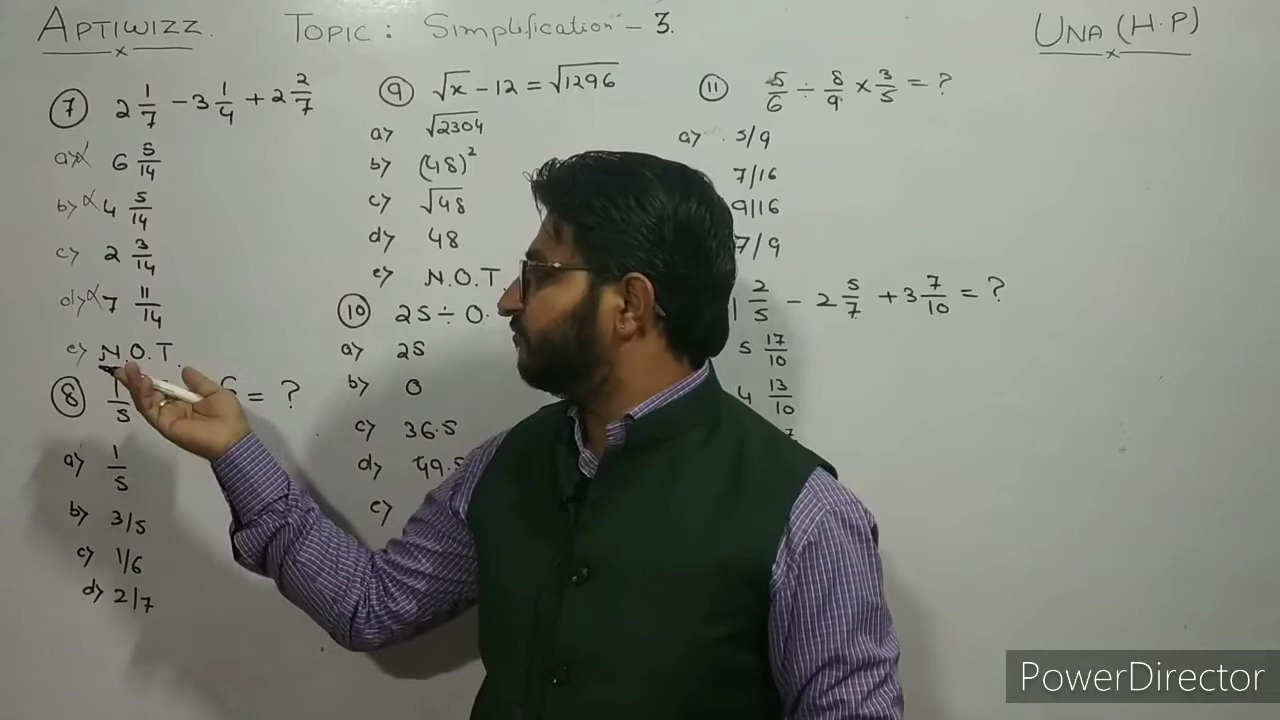 APTIWIZZ. TOPIC: Simplification - 3. UNA (H.P)
⑦ 2 1/7 - 3 1/4 + 2 2/7
a> 6 5/14
b> 4 5/14
c> 2 3/14
d> 7 11/14
e> N.O.T.
⑧ 1/5 = ?
a> 1/5
b> 3/5
c> 1/6
d> 2/7
⑨ √x - 12 = √1296
a> √2304
b> (48)²
c> √48
d> 48
e> N.O.T.
⑩ 25 ÷ 0.
a> 25
b> 0
c> 36.5
d> 49.5
e>
⑪ 5/6 ÷ 8/9 × 3/5 = ?
a> 5/9
7/16
9/16
7/9
1 2/5 - 2 5/7 + 3 7/10 = ?
5 17/10
4 13/10
PowerDirector